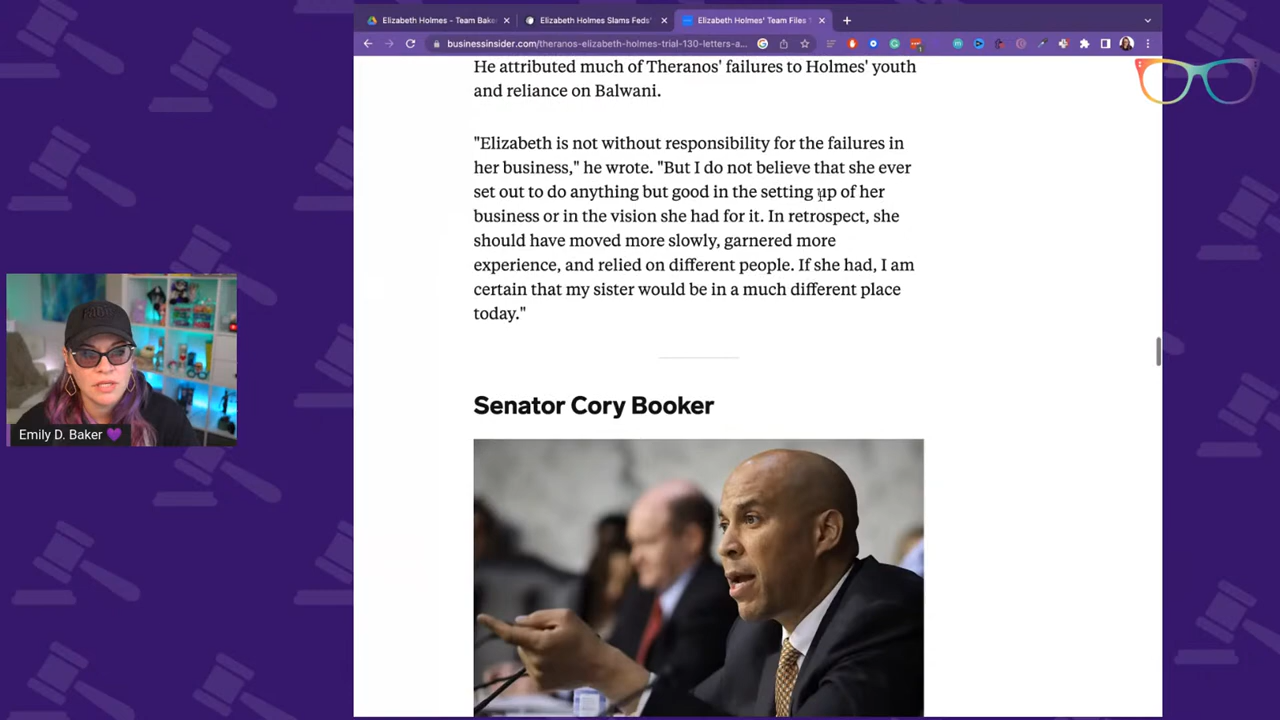 Elizabeth Holmes - Team Bake
Elizabeth Holmes Slams Feds'
Elizabeth Holmes' Team Files
businessinsider.com/theranos-elizabeth-holmes-trial-130-letters-a...
He attributed much of Theranos' failures to Holmes' youth
and reliance on Balwani.
"Elizabeth is not without responsibility for the failures in
her business," he wrote. "But I do not believe that she ever
set out to do anything but good in the setting up of her
business or in the vision she had for it. In retrospect, she
should have moved more slowly, garnered more
experience, and relied on different people. If she had, I am
certain that my sister would be in a much different place
today."
Senator Cory Booker
Emily D. Baker 💜